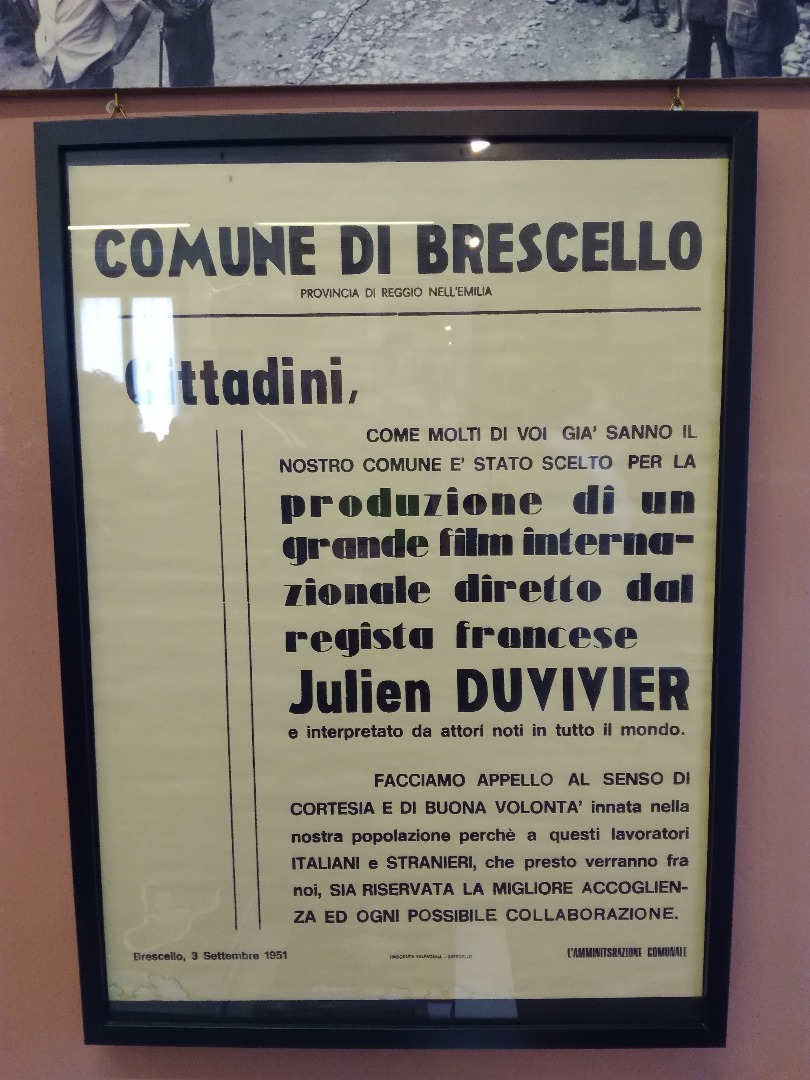 COMUNE DI BRESCELLO
PROVINCIA DI REGGIO NELL'EMILIA
Cittadini,
COME MOLTI DI VOI GIA' SANNO IL
NOSTRO COMUNE E' STATO SCELTO PER LA
produzione di un
grande film interna-
zionale diretto dal
regista francese
Julien DUVIVIER
e interpretato da attori noti in tutto il mondo.
FACCIAMO APPELLO AL SENSO DI
CORTESIA E DI BUONA VOLONTA' innata nella
nostra popolazione perchè a questi lavoratori
ITALIANI e STRANIERI, che presto verranno fra
noi, SIA RISERVATA LA MIGLIORE ACCOGLIEN-
ZA ED OGNI POSSIBILE COLLABORAZIONE.
Brescello, 3 Settembre 1951
TIPOGRAFIA - BRESCELLO
L'AMMINITSRAZIONE COMUNALE